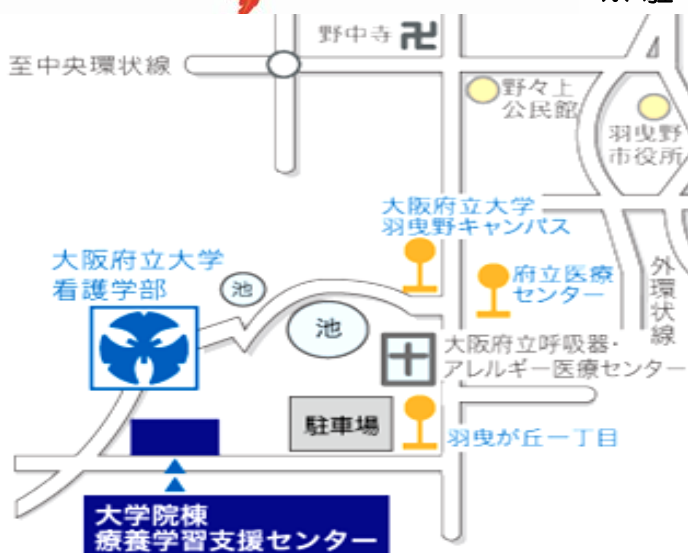 野中寺
至中央環状線
野々上
公民館
羽曳野
市役所
大阪府立大学
羽曳野キャンパス
大阪府立大学
看護学部
池
府立医療
センター
外環状線
池
大阪府立呼吸器・
アレルギー医療センター
駐車場
羽曳が丘一丁目
大学院棟
療養学習支援センター